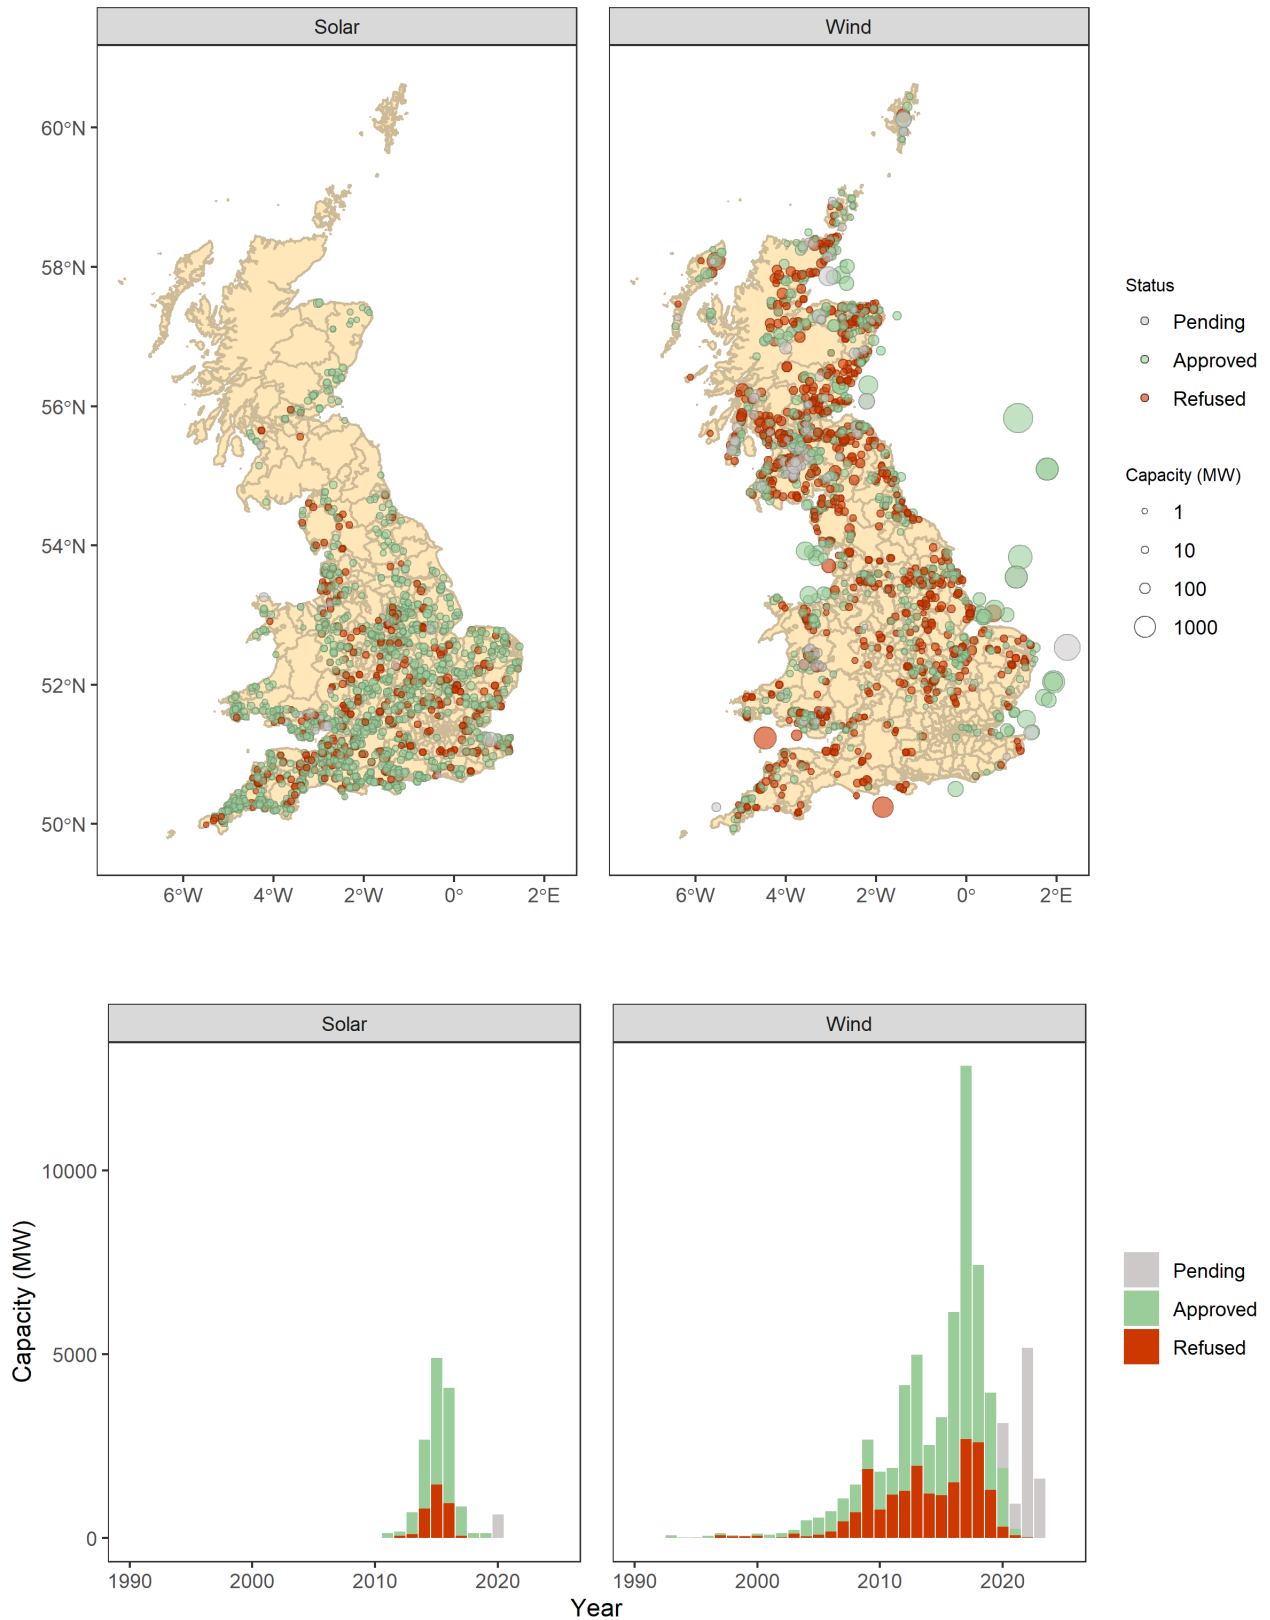 Solar Wind
60°N
58°N
56°N
54°N
52°N
50°N
6°W 4°W 2°W 0° 2°E 6°W 4°W 2°W 0° 2°E
Status
Pending
Approved
Refused
Capacity (MW)
1
10
100
1000
Solar Wind
Capacity (MW)
10000
5000
0
1990 2000 2010 2020 1990 2000 2010 2020
Year
Pending
Approved
Refused